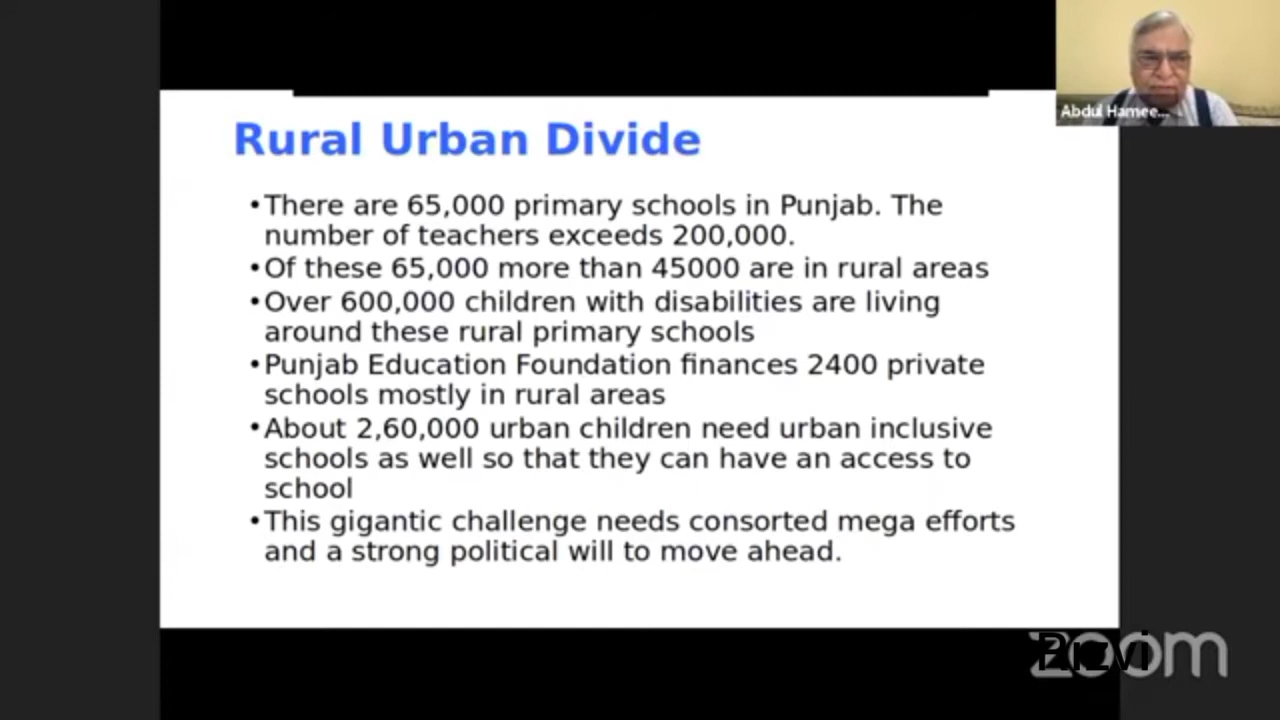 Abdul Hamee...
Rural Urban Divide
•There are 65,000 primary schools in Punjab. The
number of teachers exceeds 200,000.
•Of these 65,000 more than 45000 are in rural areas
•Over 600,000 children with disabilities are living
around these rural primary schools
•Punjab Education Foundation finances 2400 private
schools mostly in rural areas
•About 2,60,000 urban children need urban inclusive
schools as well so that they can have an access to
school
•This gigantic challenge needs consorted mega efforts
and a strong political will to move ahead.
zoom